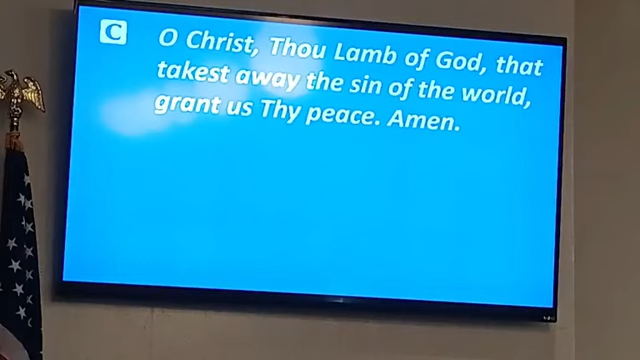 C O Christ, Thou Lamb of God, that
takest away the sin of the world,
grant us Thy peace. Amen.